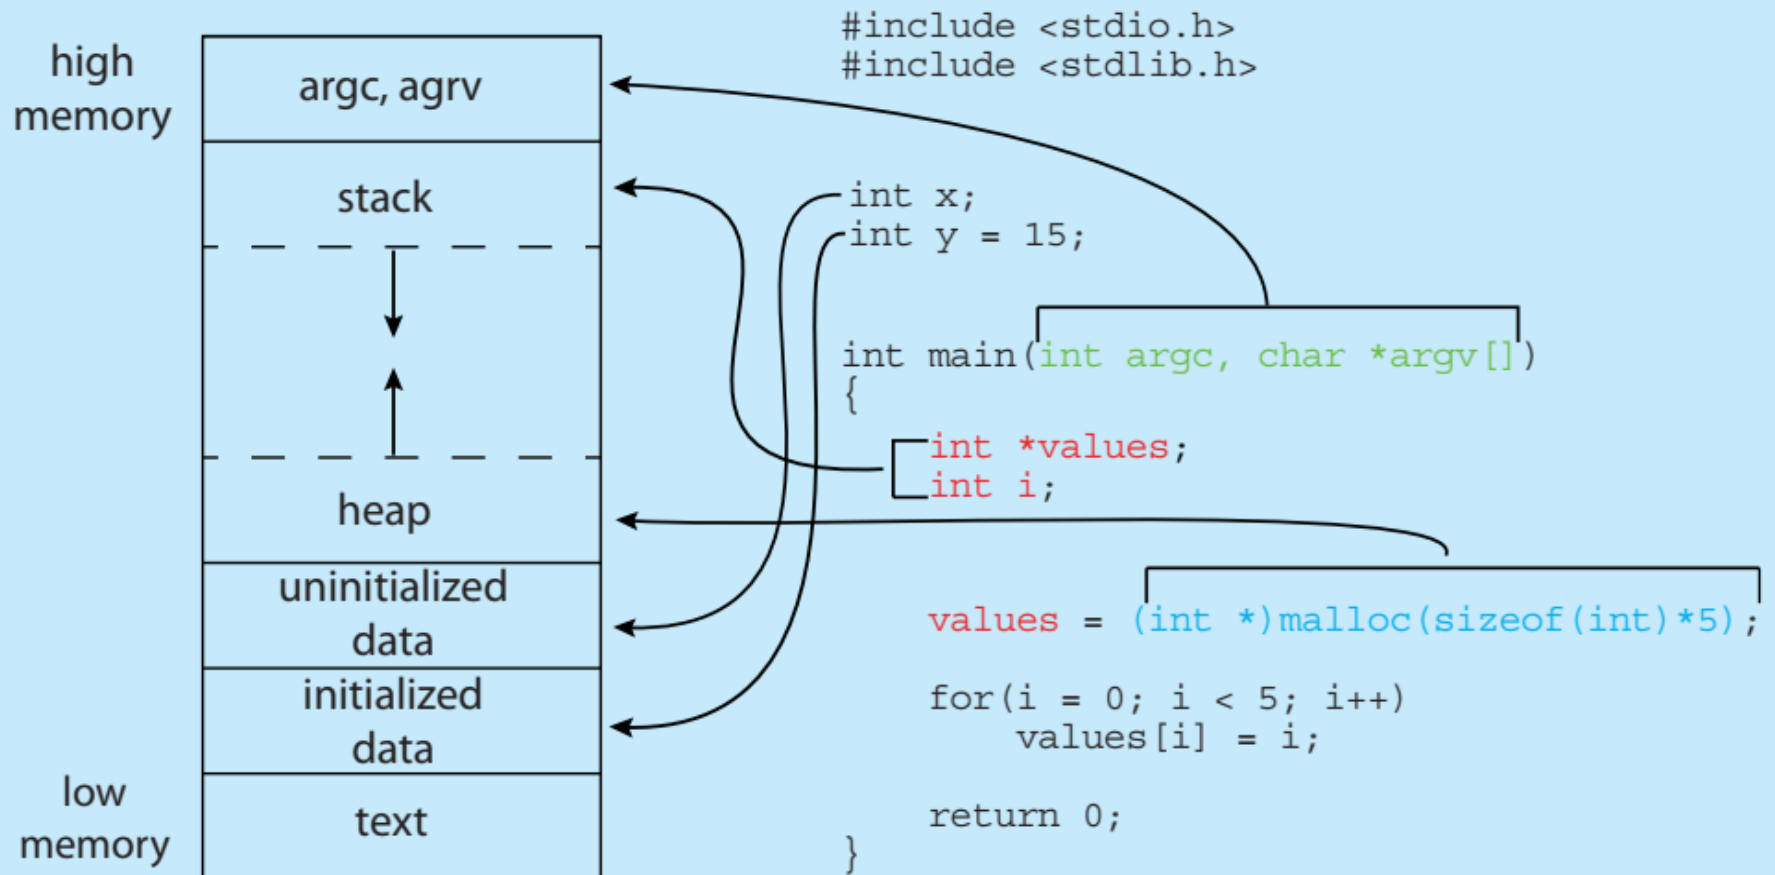 high
memory
argc, agrv
stack
heap
uninitialized
data
initialized
data
low
memory
text
#include <stdio.h>
#include <stdlib.h>
int x;
int y = 15;
int main(int argc, char *argv[])
{
int *values;
int i;
values = (int *)malloc(sizeof(int)*5);
for(i = 0; i < 5; i++)
values[i] = i;
return 0;
}